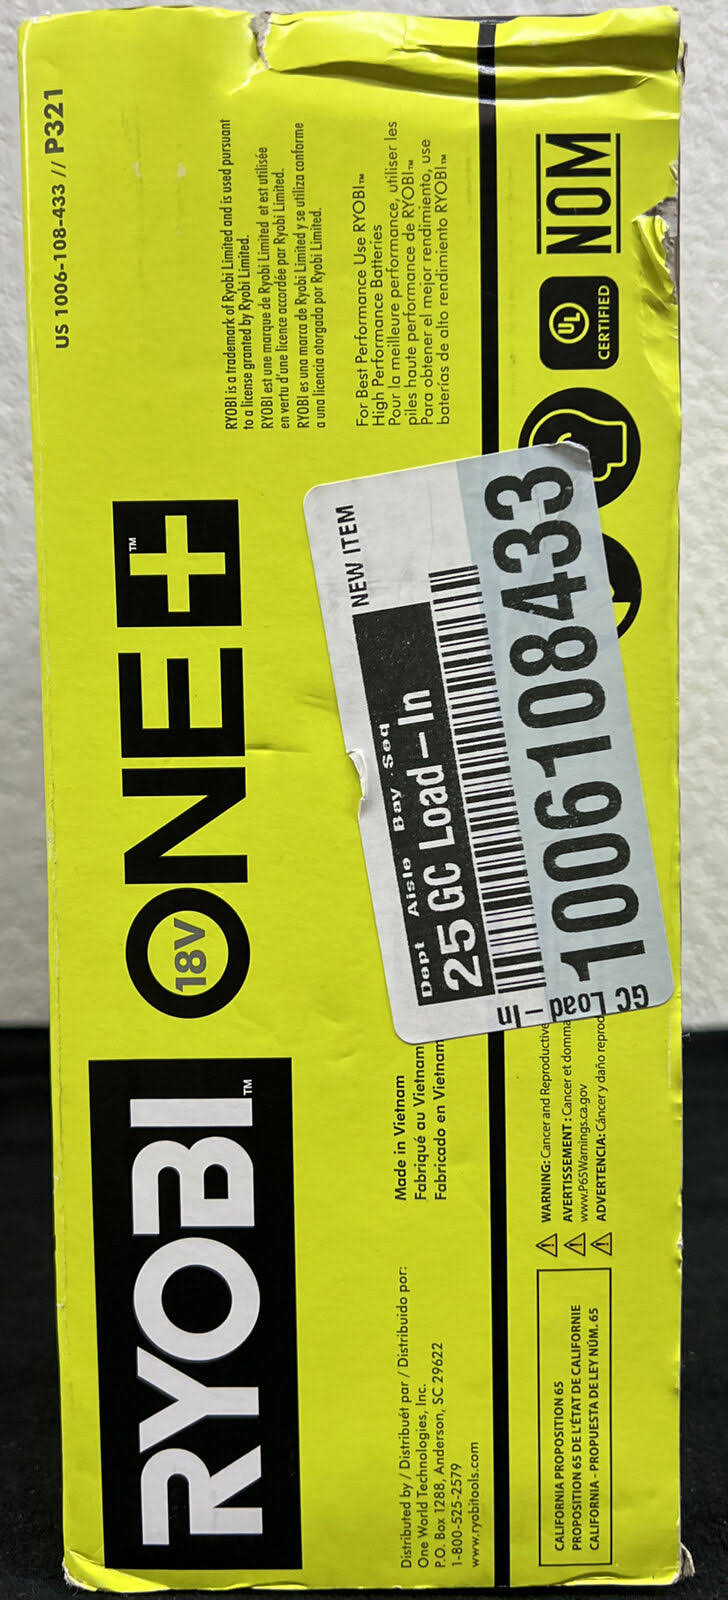 US 1006-108-433 // P321
RYOBI™
18V
ONE+™
RYOBI is a trademark of Ryobi Limited and is used pursuant
to a license granted by Ryobi Limited.
RYOBI est une marque de Ryobi Limited et est utilisée
en vertu d'une licence accordée par Ryobi Limited.
RYOBI es una marca de Ryobi Limited y se utiliza conforme
a una licencia otorgada por Ryobi Limited.
For Best Performance Use RYOBI™
High Performance Batteries
Pour la meilleure performance, utiliser les
piles haute performance de RYOBI™
Para obtener el mejor rendimiento, use
baterías de alto rendimiento RYOBI™
Distributed by / Distribuét par / Distribuido por:
One World Technologies, Inc.
P.O. Box 1288, Anderson, SC 29622
1-800-525-2579
www.ryobitools.com
Made in Vietnam
Fabriqué au Vietnam
Fabricado en Vietnam
NEW ITEM
Dept Aisle Bay Seq
25 GC Load-In
1006108433
GC Load-In
CALIFORNIA PROPOSITION 65
PROPOSITION 65 DE L'ÉTAT DE CALIFORNIE
CALIFORNIA - PROPUESTA DE LEY NÚM. 65
WARNING: Cancer and Reproductive
AVERTISSEMENT : Cancer et domma
www.P65Warnings.ca.gov
ADVERTENCIA: Cáncer y daño reprod
UL
CERTIFIED
NOM